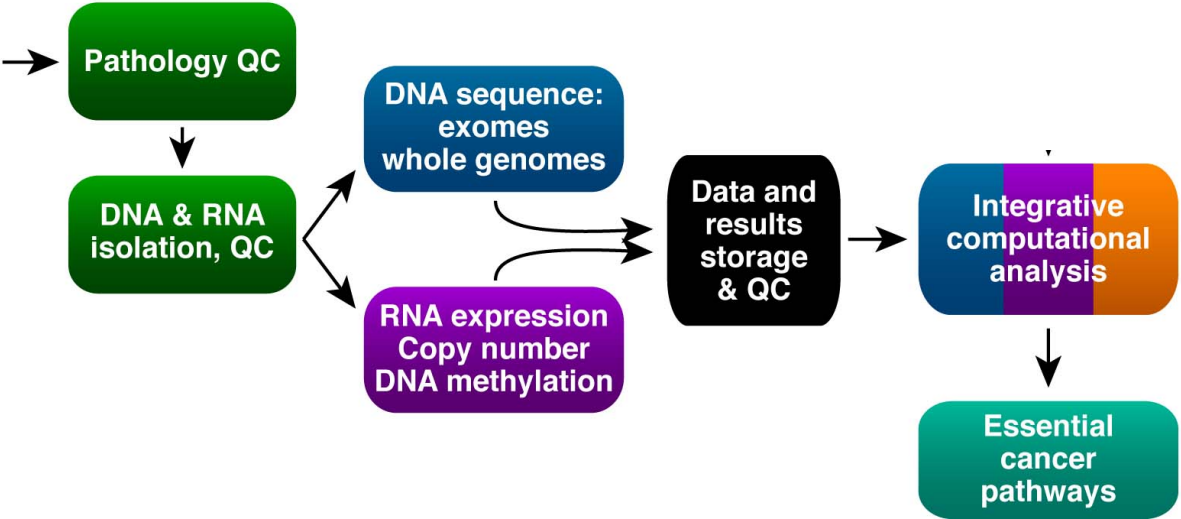 Pathology QC
DNA & RNA
isolation, QC
DNA sequence:
exomes
whole genomes
RNA expression
Copy number
DNA methylation
Data and
results
storage
& QC
Integrative
computational
analysis
Essential
cancer
pathways